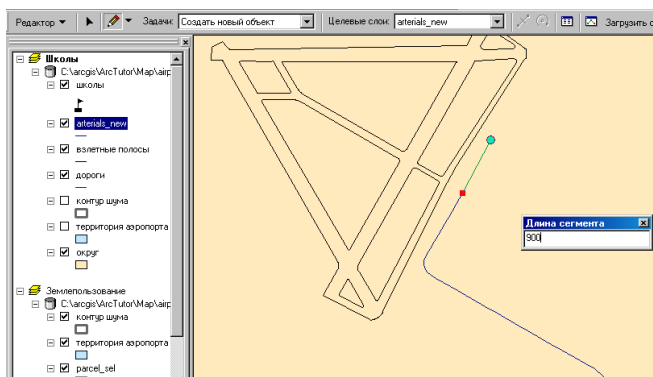 Редактор Задачи: Создать новый объект Целевые слои: arterials_new Загрузить
Школы
C:\arcgis\ArcTutor\Map\airp
школы
arterials_new
взлетные полосы
дороги
контур шума
территория аэропорта
округ
Длина сегмента
900
Землепользование
C:\arcgis\ArcTutor\Map\airp
контур шума
территория аэропорта
parcel_sel